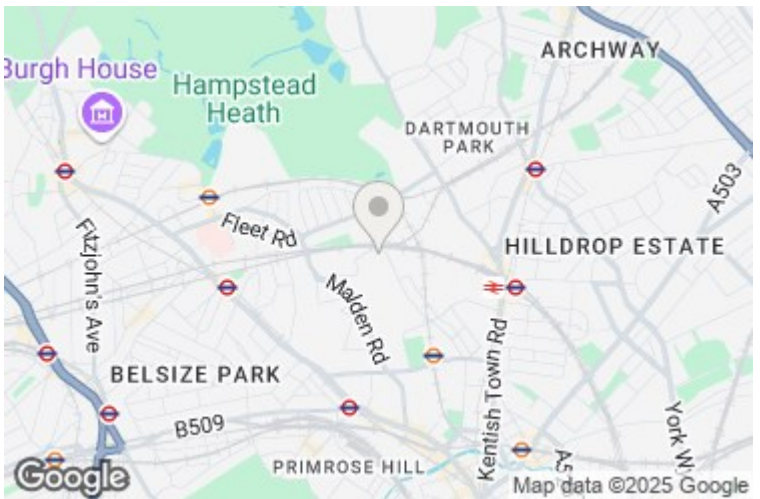 ARCHWAY
Burgh House
Hampstead
Heath
DARTMOUTH
PARK
A503
Fleet Rd
Fitzjohn's Ave
HILLDROP ESTATE
Malden Rd
BELSIZE PARK
Kentish Town Rd
B509
York W
PRIMROSE HILL
A5
Google
Map data ©2025 Google